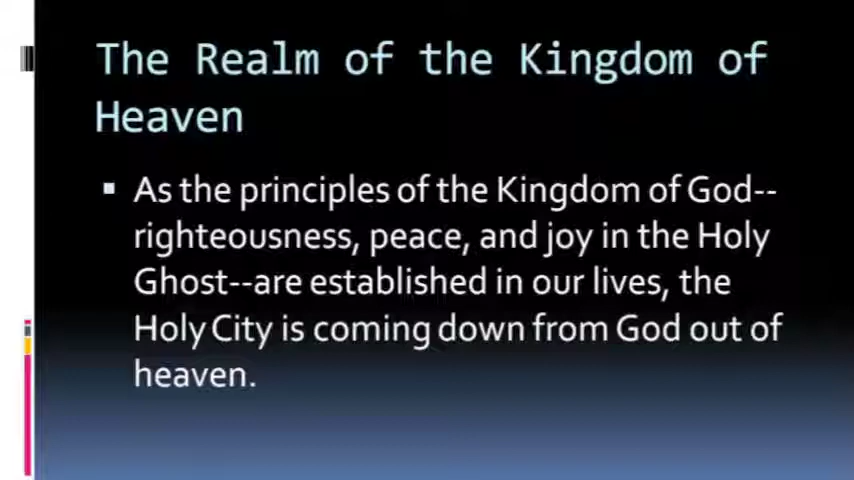 The Realm of the Kingdom of
Heaven
▪ As the principles of the Kingdom of God--
righteousness, peace, and joy in the Holy
Ghost--are established in our lives, the
Holy City is coming down from God out of
heaven.